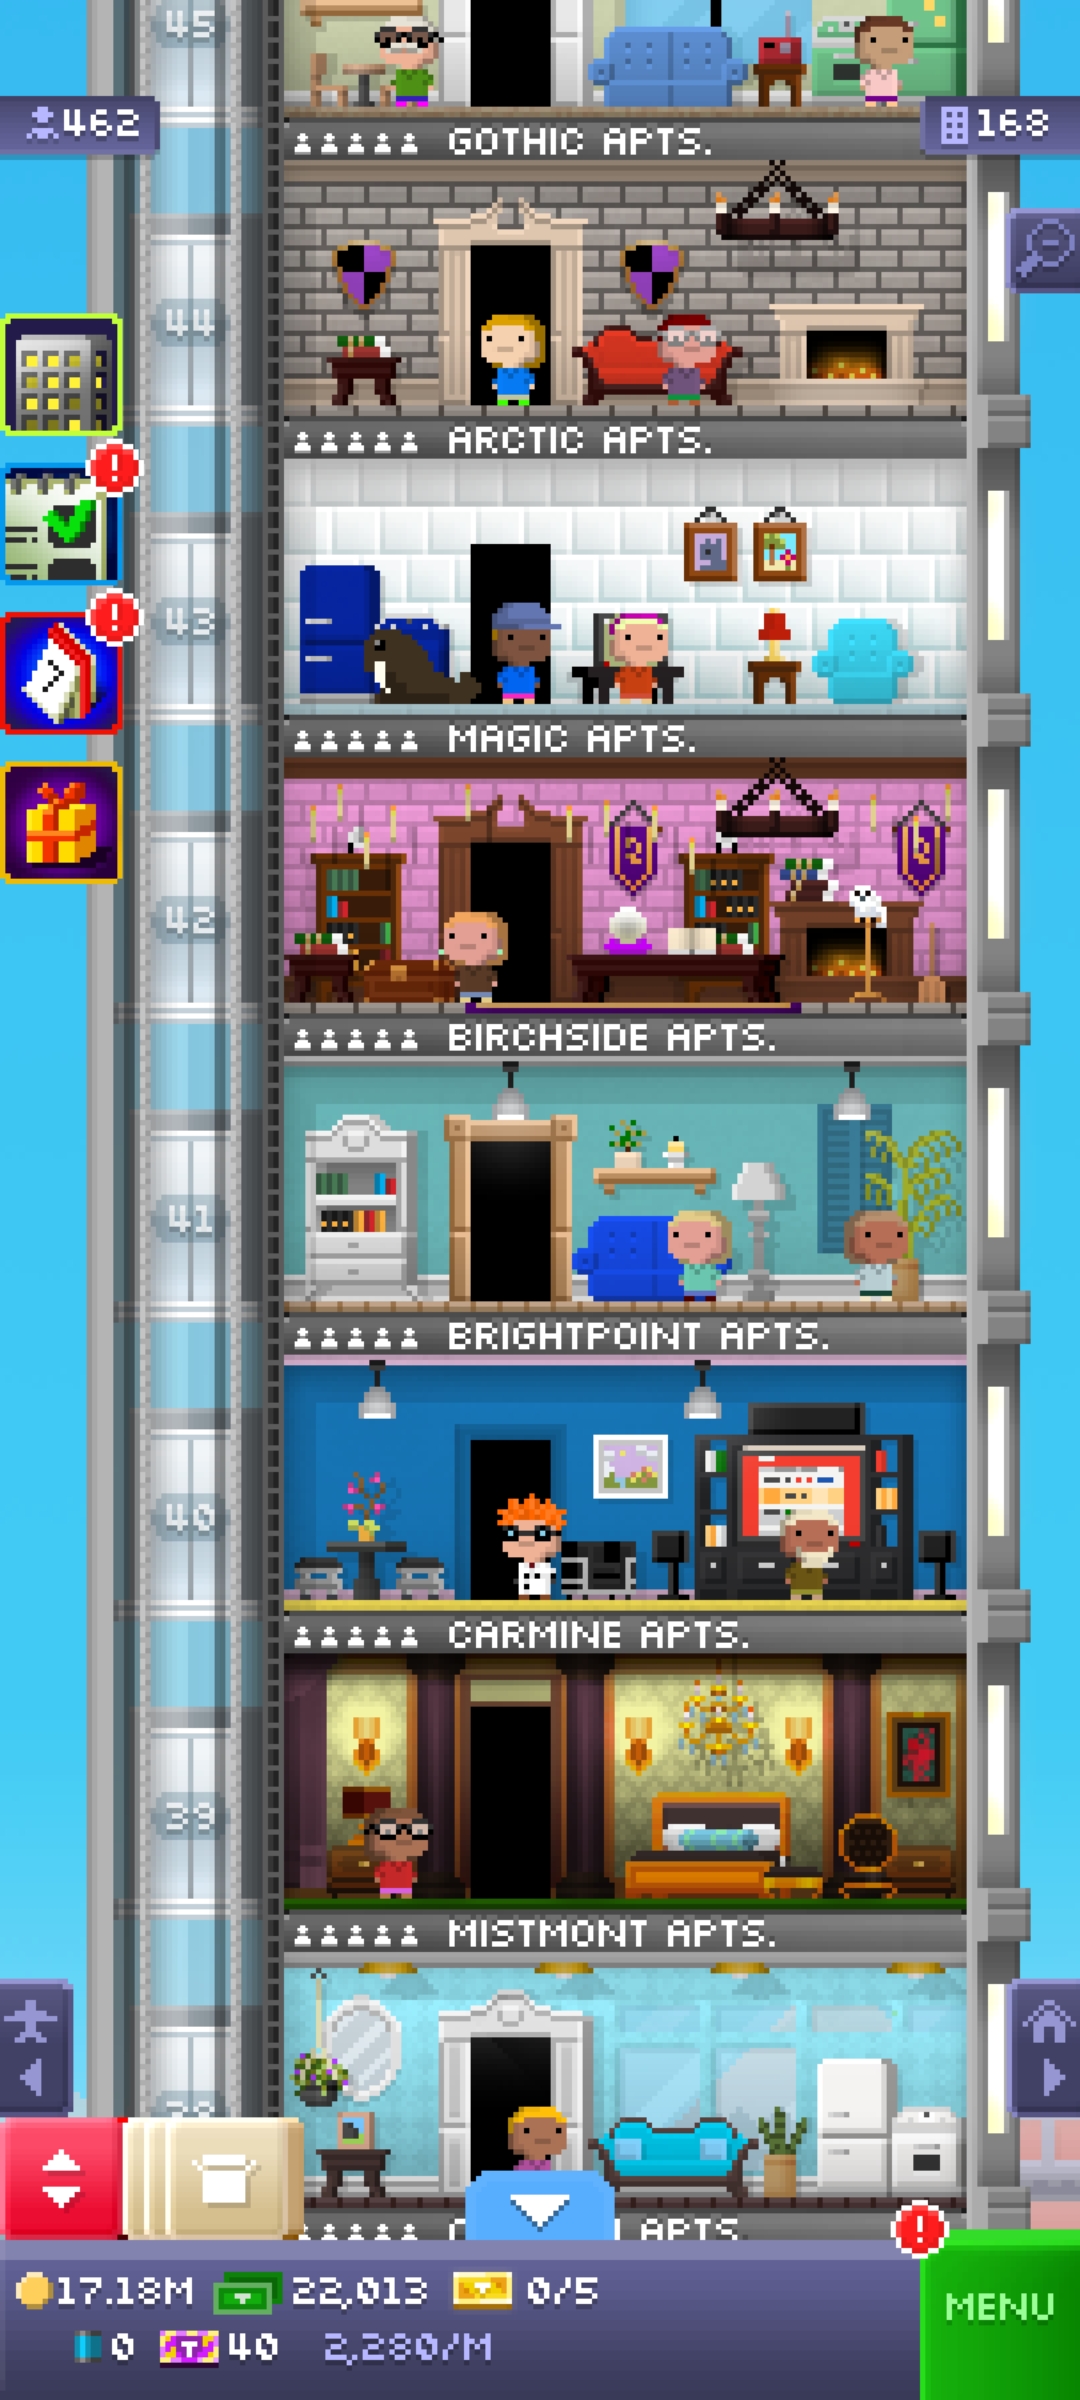 45
462
GOTHIC APTS.
168
44
ARCTIC APTS.
43
MAGIC APTS.
42
BIRCHSIDE APTS.
41
BRIGHTPOINT APTS.
40
CARMINE APTS.
39
MISTMONT APTS.
APTS.
17.18M 22,013 0/5
0 40 2,280/M
MENU